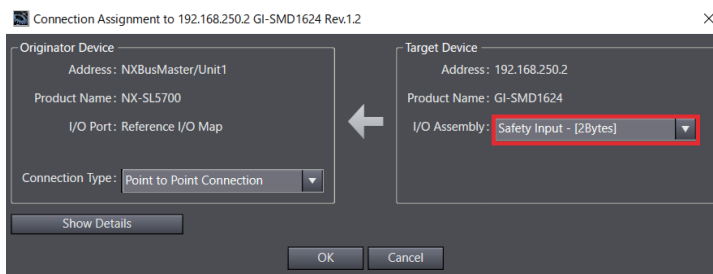 Connection Assignment to 192.168.250.2 GI-SMD1624 Rev.1.2
Originator Device
Address: NXBusMaster/Unit1
Product Name: NX-SL5700
I/O Port: Reference I/O Map
Connection Type: Point to Point Connection
Target Device
Address: 192.168.250.2
Product Name: GI-SMD1624
I/O Assembly: Safety Input - [2Bytes]
Show Details
OK
Cancel